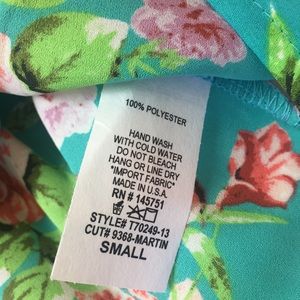 100% POLYESTER
HAND WASH
WITH COLD WATER
DO NOT BLEACH
HANG OR LINE DRY
"IMPORT FABRIC"
MADE IN U.S.A.
RN # 145751
STYLE# T70249-13
CUT# 9368-MARTIN
SMALL